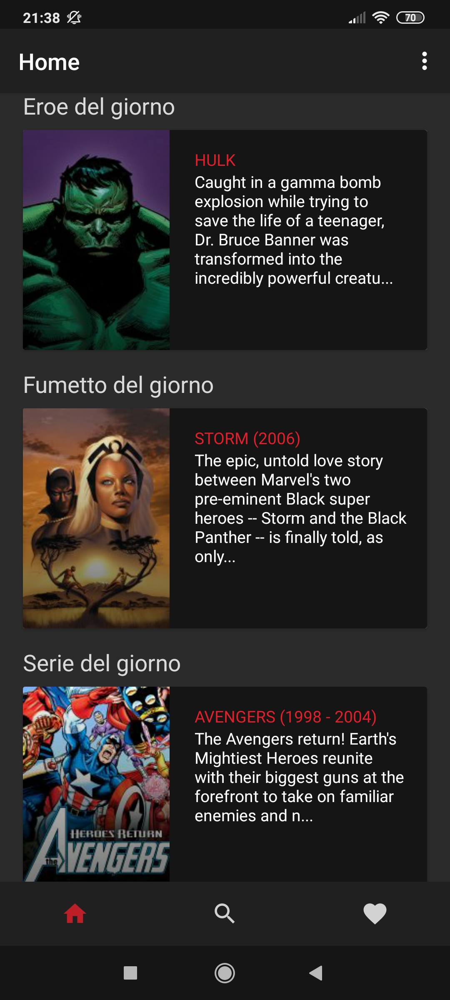 21:38
70
Home
Eroe del giorno
HULK
Caught in a gamma bomb
explosion while trying to
save the life of a teenager,
Dr. Bruce Banner was
transformed into the
incredibly powerful creatu...
Fumetto del giorno
STORM (2006)
The epic, untold love story
between Marvel's two
pre-eminent Black super
heroes -- Storm and the Black
Panther -- is finally told, as
only...
Serie del giorno
AVENGERS (1998 - 2004)
The Avengers return! Earth's
Mightiest Heroes reunite
with their biggest guns at the
forefront to take on familiar
enemies and n...
HEROES RETURN
the AVENGERS